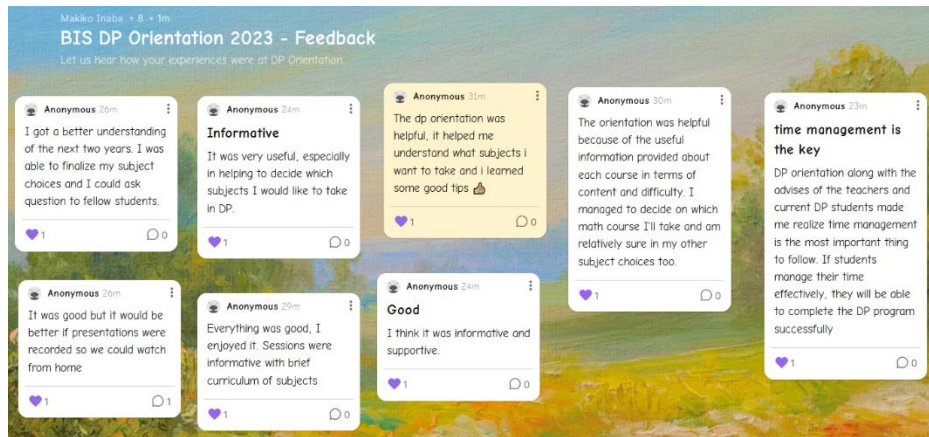 Makiko Inaba • 8 • 1m
BIS DP Orientation 2023 - Feedback
Let us hear how your experiences were at DP Orientation
Anonymous 26m
I got a better understanding
of the next two years. I was
able to finalize my subject
choices and I could ask
question to fellow students.
1
0
Anonymous 24m
Informative
It was very useful, especially
in helping to decide which
subjects I would like to take
in DP.
1
0
Anonymous 31m
The dp orientation was
helpful, it helped me
understand what subjects i
want to take and i learned
some good tips 👍🏽
1
0
Anonymous 30m
The orientation was helpful
because of the useful
information provided about
each course in terms of
content and difficulty. I
managed to decide on which
math course I'll take and am
relatively sure in my other
subject choices too.
1
0
Anonymous 23m
time management is
the key
DP orientation along with the
advises of the teachers and
current DP students made
me realize time management
is the most important thing
to follow. If students
manage their time
effectively, they will be able
to complete the DP program
successfully
1
0
Anonymous 26m
It was good but it would be
better if presentations were
recorded so we could watch
from home
1
1
Anonymous 29m
Everything was good, I
enjoyed it. Sessions were
informative with brief
curriculum of subjects
1
0
Anonymous 24m
Good
I think it was informative and
supportive.
1
0